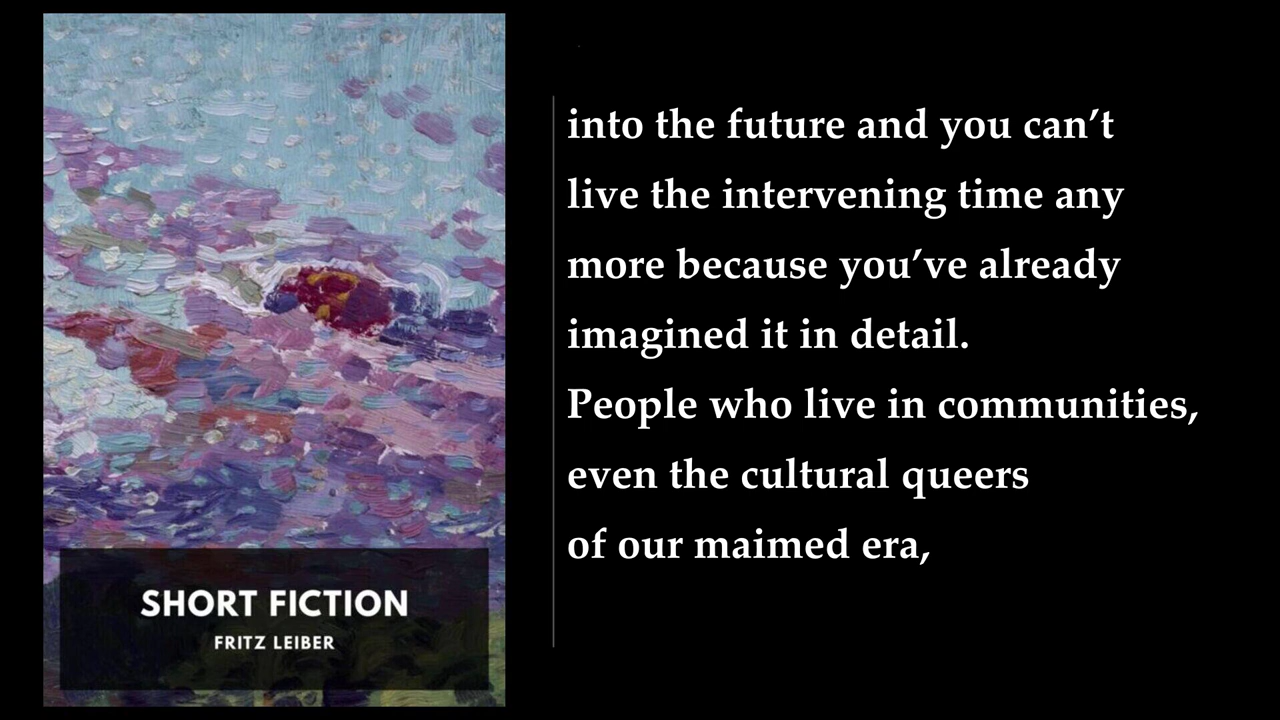 SHORT FICTION
FRITZ LEIBER
into the future and you can’t
live the intervening time any
more because you’ve already
imagined it in detail.
People who live in communities,
even the cultural queers
of our maimed era,